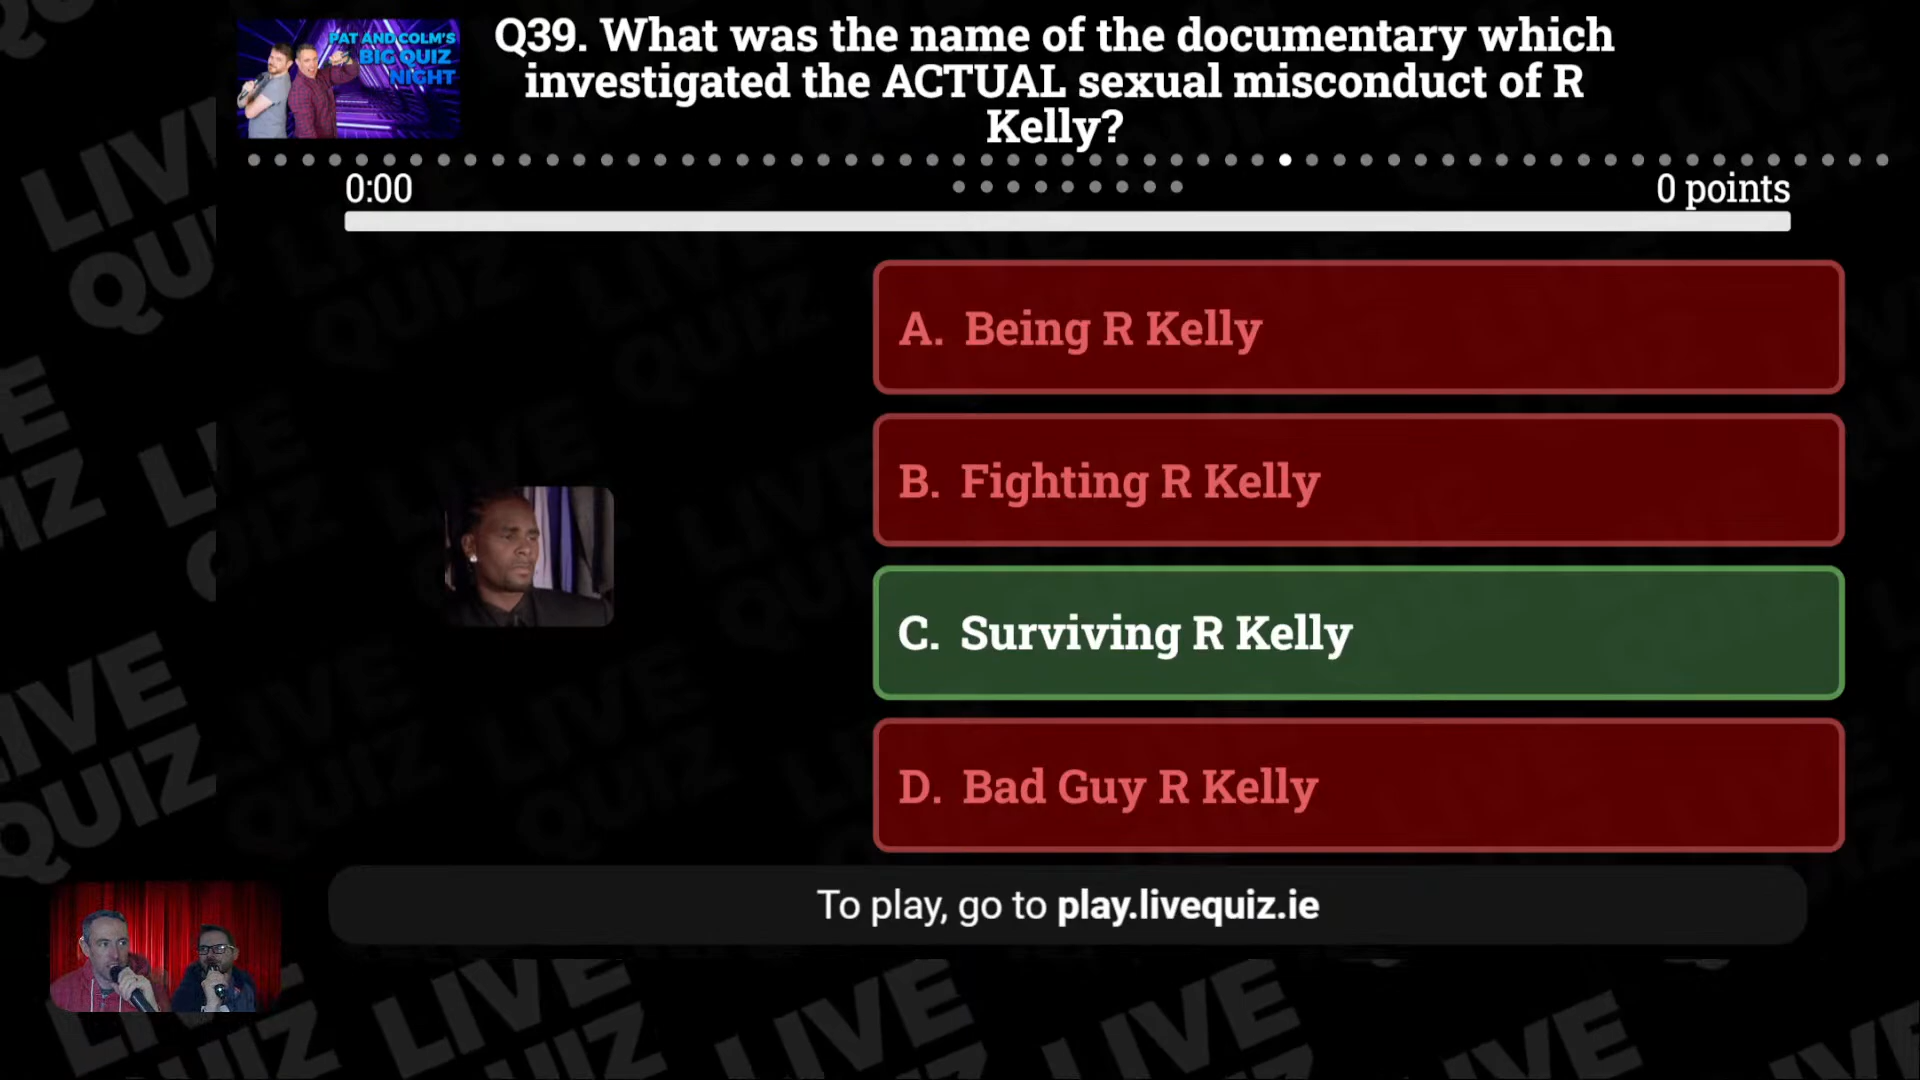 PAT AND COLM'S
BIG QUIZ
NIGHT
Q39. What was the name of the documentary which
investigated the ACTUAL sexual misconduct of R
Kelly?
0:00
0 points
A. Being R Kelly
B. Fighting R Kelly
C. Surviving R Kelly
D. Bad Guy R Kelly
To play, go to play.livequiz.ie
LIVE
QUIZ